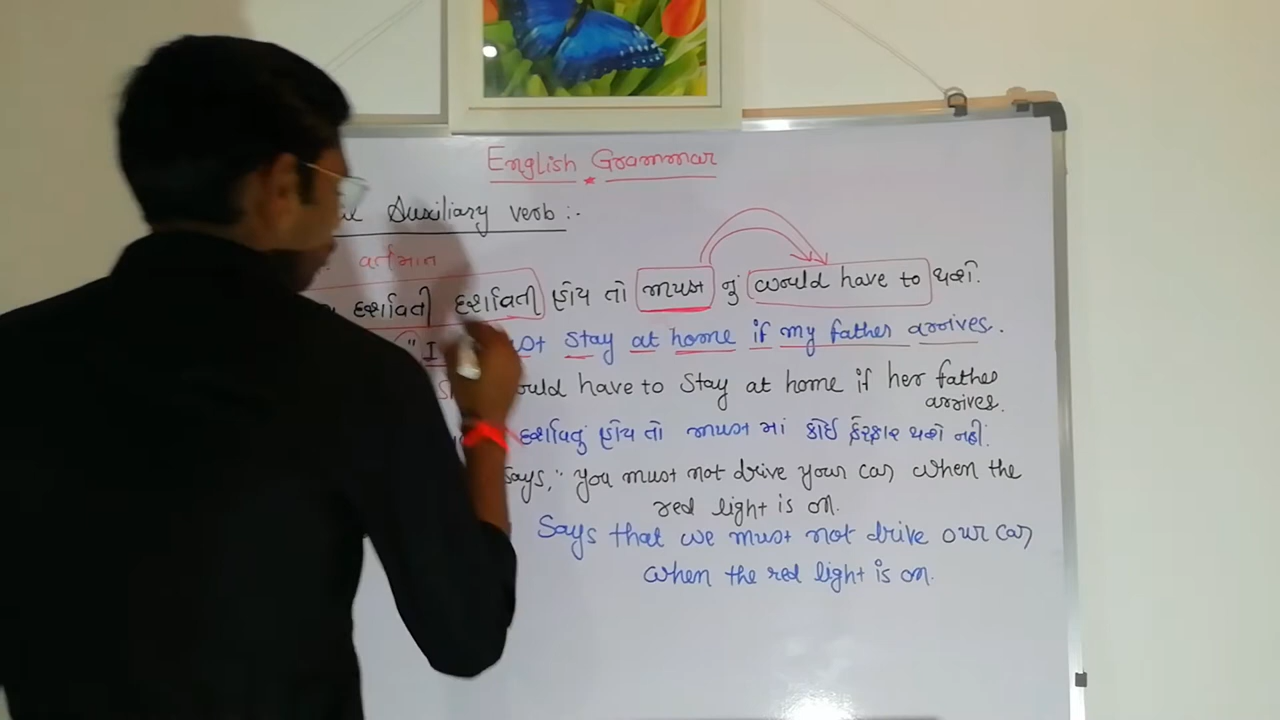 English Grammar
Auxiliary verb :-
વર્તમાન
દર્શાવતી દર્શાવતી હોય તો must નું would have to થશે.
"I must stay at home if my father arrives.
would have to stay at home if her father
arrives.
દર્શાવતું હોય તો must માં કોઈ ફેરફાર થશે નહીં.
Says, "you must not drive your car when the
red light is on.
Says that we must not drive our car
when the red light is on.